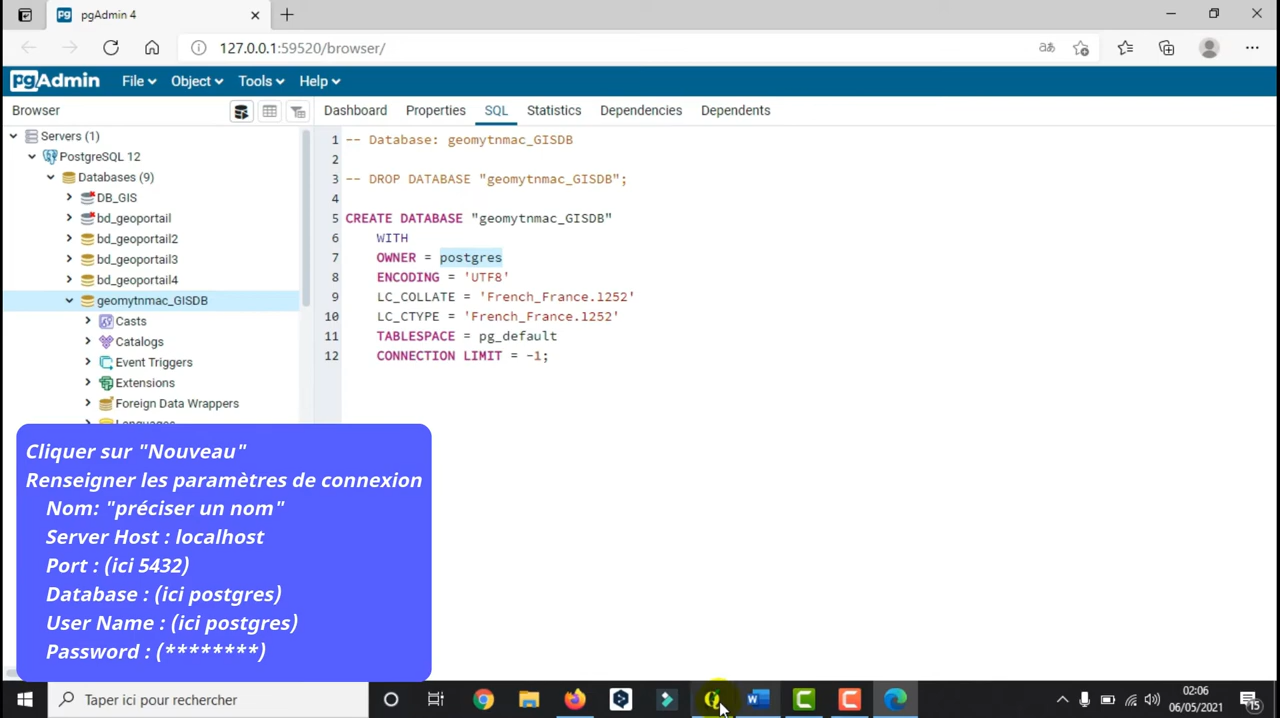 pgAdmin 4
127.0.0.1:59520/browser/
pgAdmin File Object Tools Help
Browser
Dashboard Properties SQL Statistics Dependencies Dependents
Servers (1)
PostgreSQL 12
Databases (9)
DB_GIS
bd_geoportail
bd_geoportail2
bd_geoportail3
bd_geoportail4
geomytnmac_GISDB
Casts
Catalogs
Event Triggers
Extensions
Foreign Data Wrappers
Languages
1 -- Database: geomytnmac_GISDB
2
3 -- DROP DATABASE "geomytnmac_GISDB";
4
5 CREATE DATABASE "geomytnmac_GISDB"
6 WITH
7 OWNER = postgres
8 ENCODING = 'UTF8'
9 LC_COLLATE = 'French_France.1252'
10 LC_CTYPE = 'French_France.1252'
11 TABLESPACE = pg_default
12 CONNECTION LIMIT = -1;
Cliquer sur "Nouveau"
Renseigner les paramètres de connexion
Nom: "préciser un nom"
Server Host : localhost
Port : (ici 5432)
Database : (ici postgres)
User Name : (ici postgres)
Password : (********)
Taper ici pour rechercher
02:06
06/05/2021
15